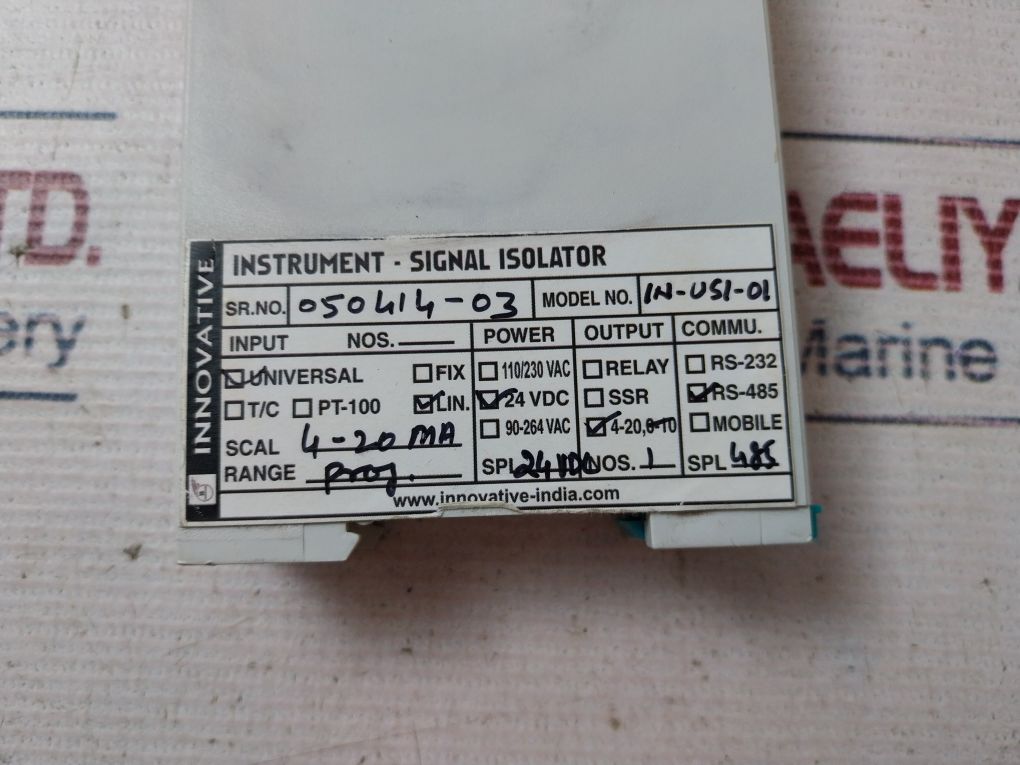 INNOVATIVE
INSTRUMENT - SIGNAL ISOLATOR
SR.NO. 050414-03 MODEL NO. IN-USI-01
INPUT NOS. POWER OUTPUT COMMU.
UNIVERSAL FIX 110/230 VAC RELAY RS-232
T/C PT-100 LIN. 24 VDC SSR RS-485
SCAL 4-20 MA 90-264 VAC 4-20,0-10 MOBILE
RANGE Prog. SPL 24 VDC NOS. 1 SPL 485
www.innovative-india.com
TD.
ery
AELIY
Marine